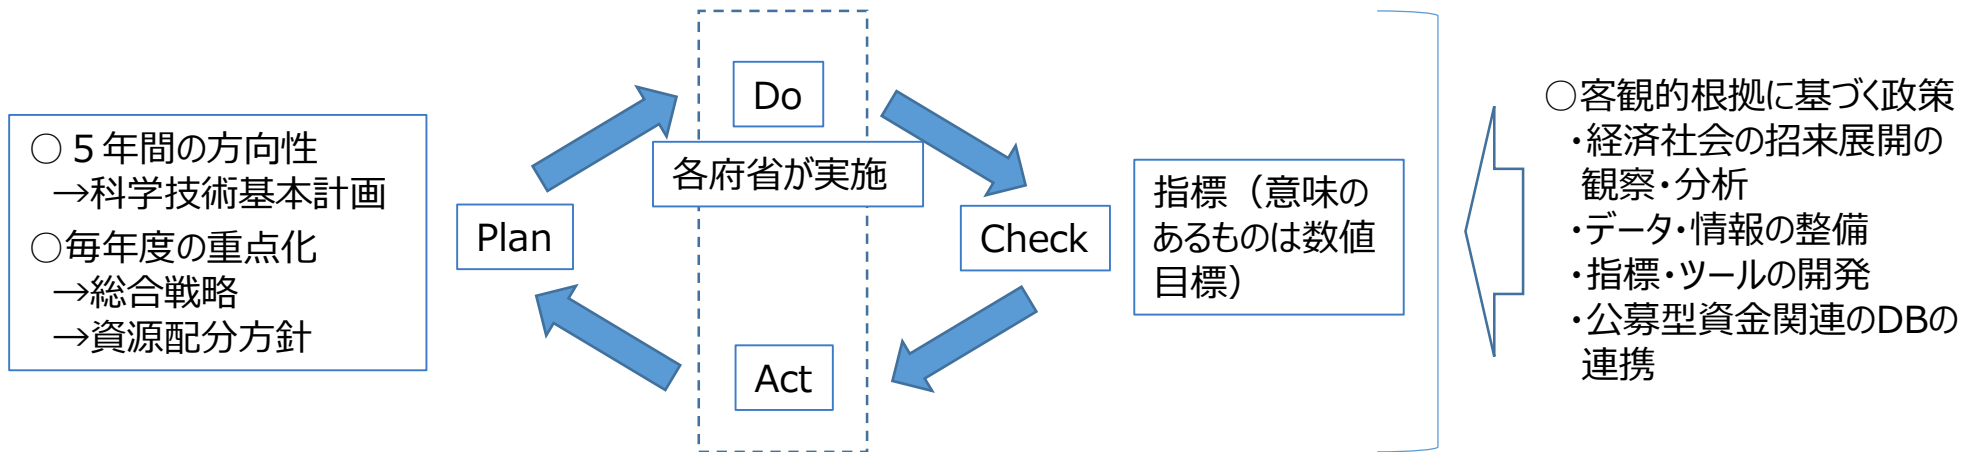 ○５年間の方向性
→科学技術基本計画
○毎年度の重点化
→総合戦略
→資源配分方針
Plan
Do
各府省が実施
Check
Act
指標（意味の
あるものは数値
目標）
○客観的根拠に基づく政策
・経済社会の招来展開の
観察・分析
・データ・情報の整備
・指標・ツールの開発
・公募型資金関連のDBの
連携